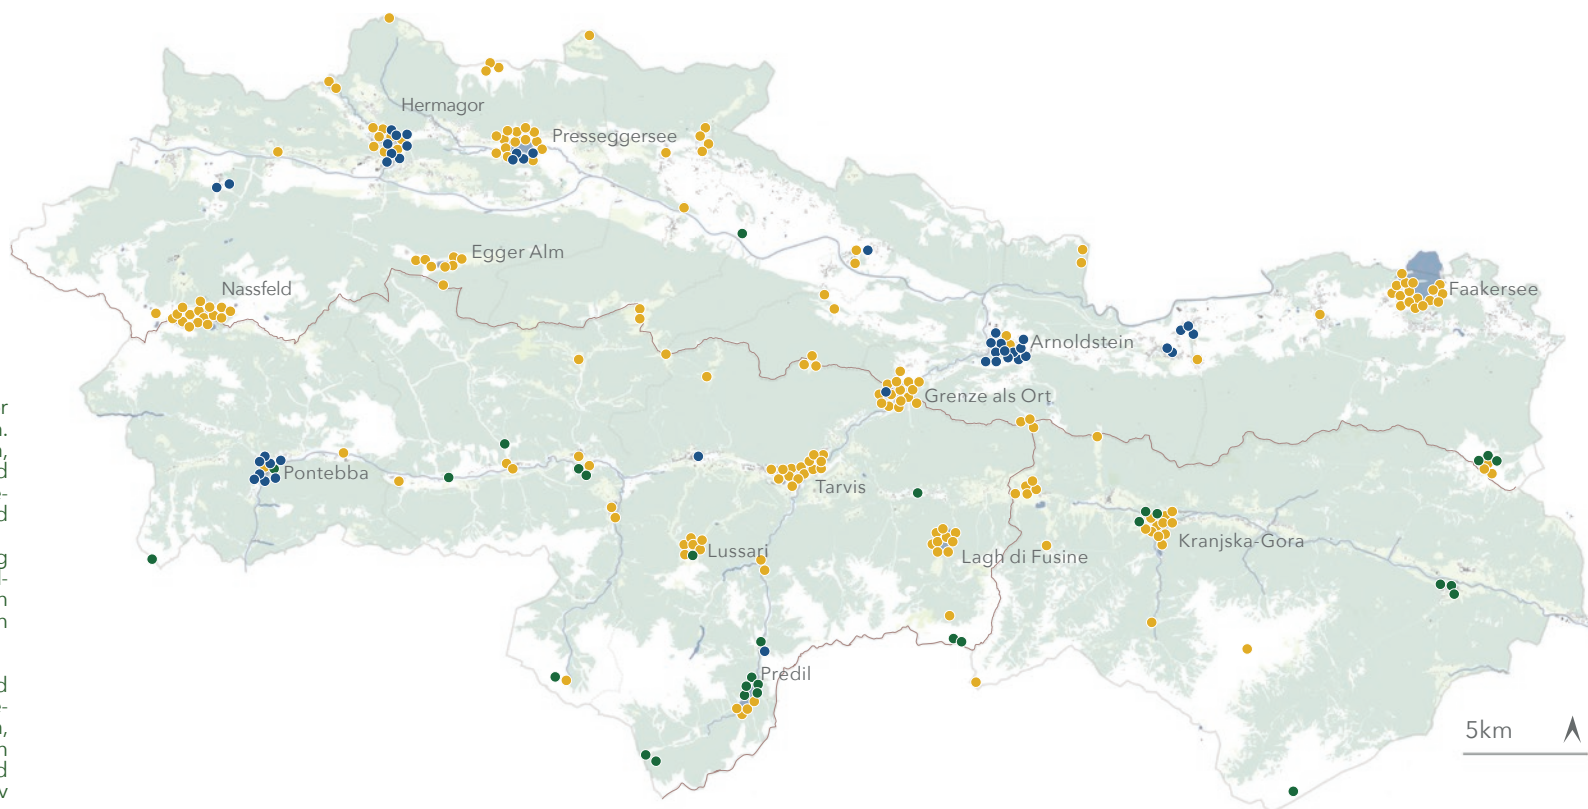 Hermagor
Presseggersee
Egger Alm
Nassfeld
Faakersee
Arnoldstein
Grenze als Ort
Pontebba
Tarvis
Kranjska-Gora
Lussari
Lagh di Fusine
Predil
5km